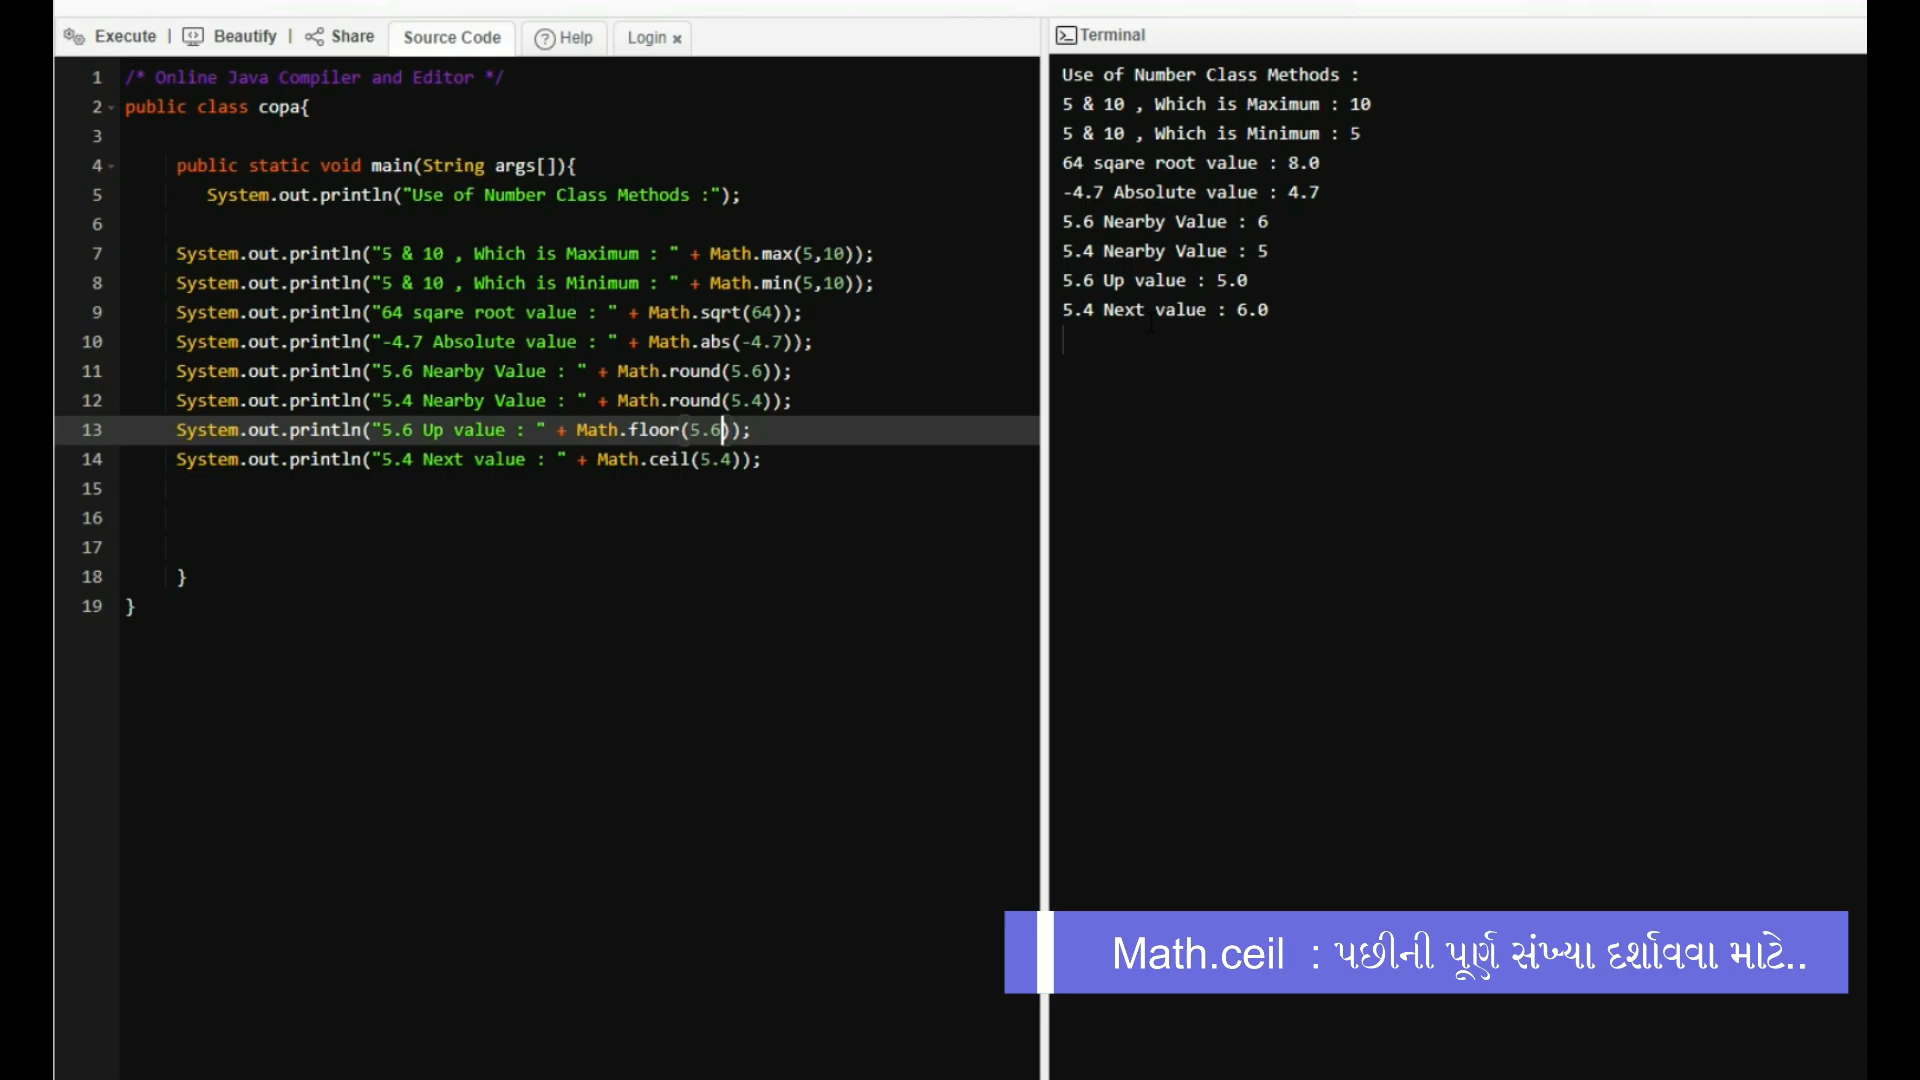 Execute | Beautify | Share Source Code Help Login ×
1 /* Online Java Compiler and Editor */
2 public class copa{
3
4 public static void main(String args[]){
5 System.out.println("Use of Number Class Methods :");
6
7 System.out.println("5 & 10 , Which is Maximum : " + Math.max(5,10));
8 System.out.println("5 & 10 , Which is Minimum : " + Math.min(5,10));
9 System.out.println("64 sqare root value : " + Math.sqrt(64));
10 System.out.println("-4.7 Absolute value : " + Math.abs(-4.7));
11 System.out.println("5.6 Nearby Value : " + Math.round(5.6));
12 System.out.println("5.4 Nearby Value : " + Math.round(5.4));
13 System.out.println("5.6 Up value : " + Math.floor(5.6));
14 System.out.println("5.4 Next value : " + Math.ceil(5.4));
15
16
17
18 }
19 }
Terminal
Use of Number Class Methods :
5 & 10 , Which is Maximum : 10
5 & 10 , Which is Minimum : 5
64 sqare root value : 8.0
-4.7 Absolute value : 4.7
5.6 Nearby Value : 6
5.4 Nearby Value : 5
5.6 Up value : 5.0
5.4 Next value : 6.0
Math.ceil : પછીની પૂર્ણ સંખ્યા દર્શાવવા માટે..